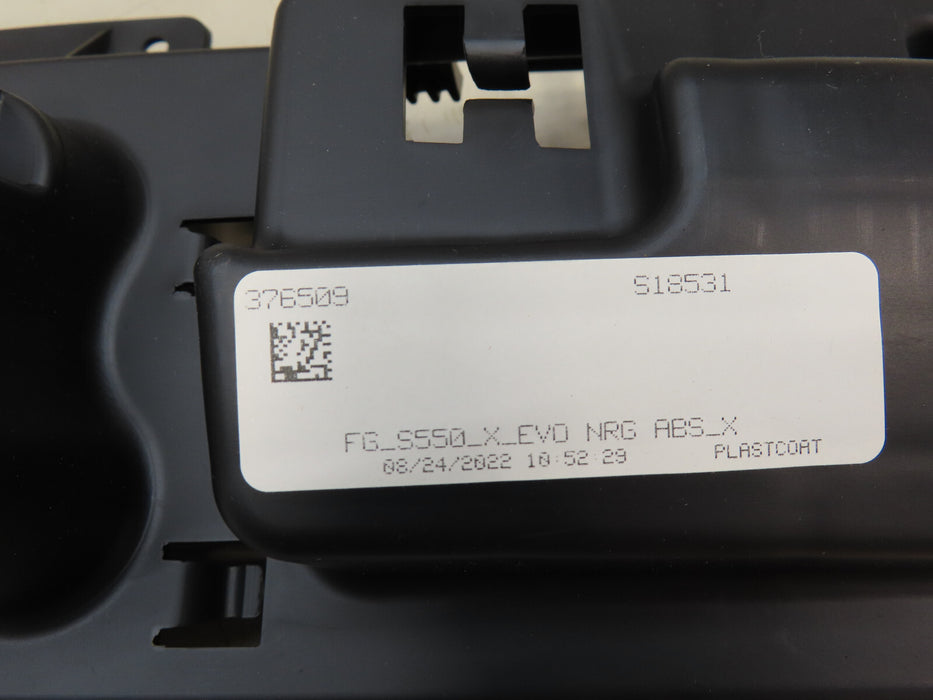 376509 S18531
FG_S550_X_EVO NRG ABS_X
08/24/2022 10:52:29 PLASTCOAT